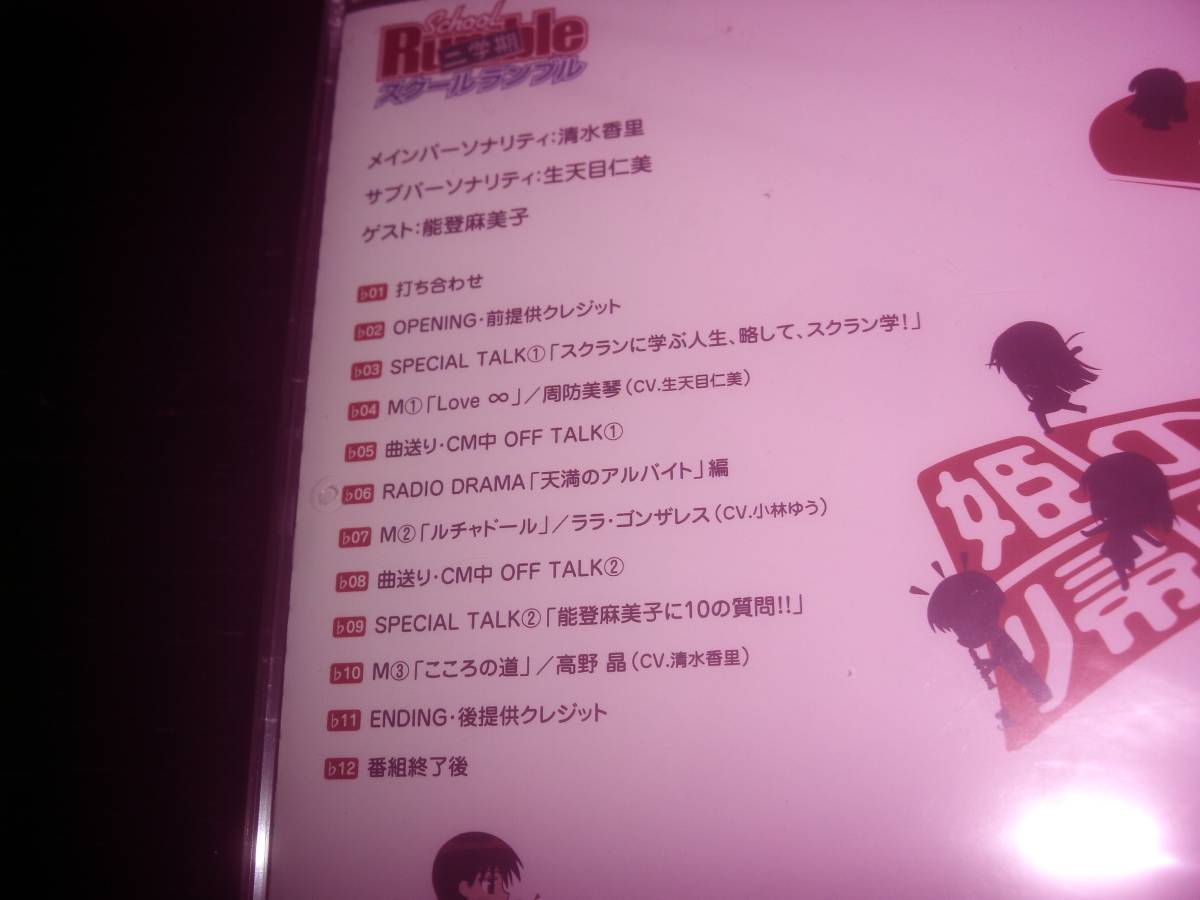 School
Rumble
二学期
スクールランブル
メインパーソナリティ:清水香里
サブパーソナリティ:生天目仁美
ゲスト:能登麻美子
♭01 打ち合わせ
♭02 OPENING・前提供クレジット
♭03 SPECIAL TALK①「スクランに学ぶ人生、略して、スクラン学!」
♭04 M①「Love ∞」/周防美琴(CV.生天目仁美)
♭05 曲送り・CM中 OFF TALK①
♭06 RADIO DRAMA「天満のアルバイト」編
♭07 M②「ルチャドール」/ララ・ゴンザレス(CV.小林ゆう)
♭08 曲送り・CM中 OFF TALK②
♭09 SPECIAL TALK②「能登麻美子に10の質問!!」
♭10 M③「こころの道」/高野 晶(CV.清水香里)
♭11 ENDING・後提供クレジット
♭12 番組終了後
姫の